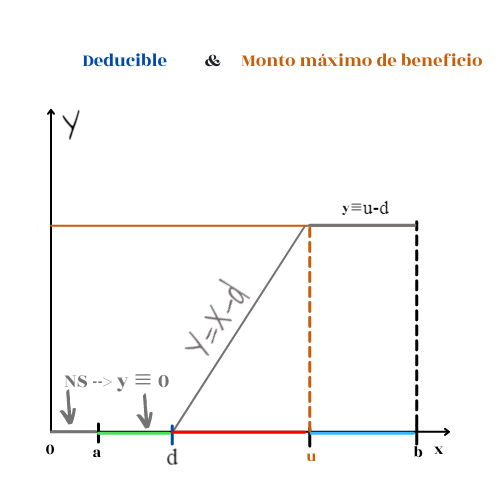 Deducible & Monto máximo de beneficio
Y
y≡u-d
Y=X-d
NS --> y ≡ 0
0 a d u b x